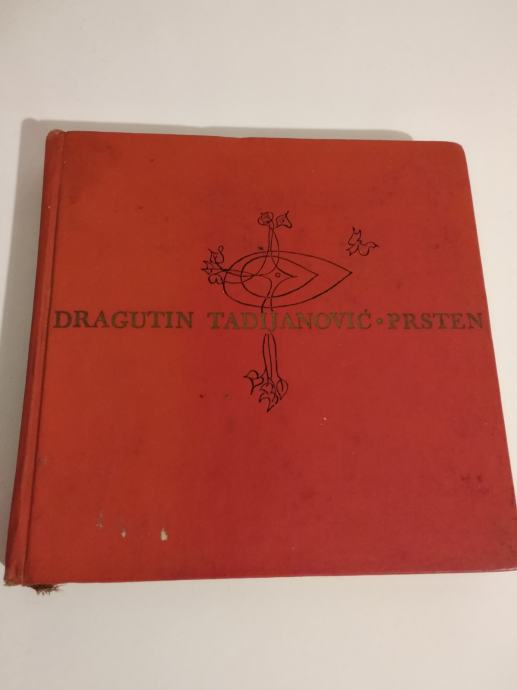 DRAGUTIN TADIJANOVIĆ • PRSTEN